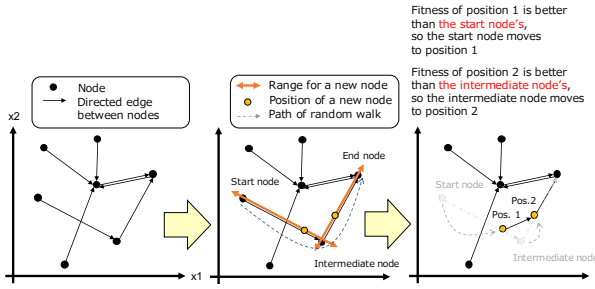 Fitness of position 1 is better
than the start node's,
so the start node moves
to position 1
Fitness of position 2 is better
than the intermediate node's,
so the intermediate node moves
to position 2
Node
Directed edge
between nodes
Range for a new node
Position of a new node
Path of random walk
x2
x1
Start node
End node
Intermediate node
Start node
Pos. 1
Pos.2
Intermediate node